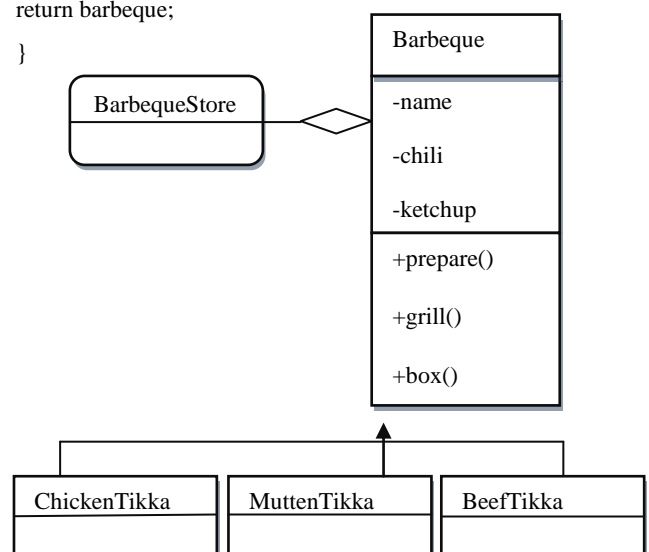 return barbeque;
}
Barbeque
BarbequeStore
-name
-chili
-ketchup
+prepare()
+grill()
+box()
ChickenTikka
MuttenTikka
BeefTikka